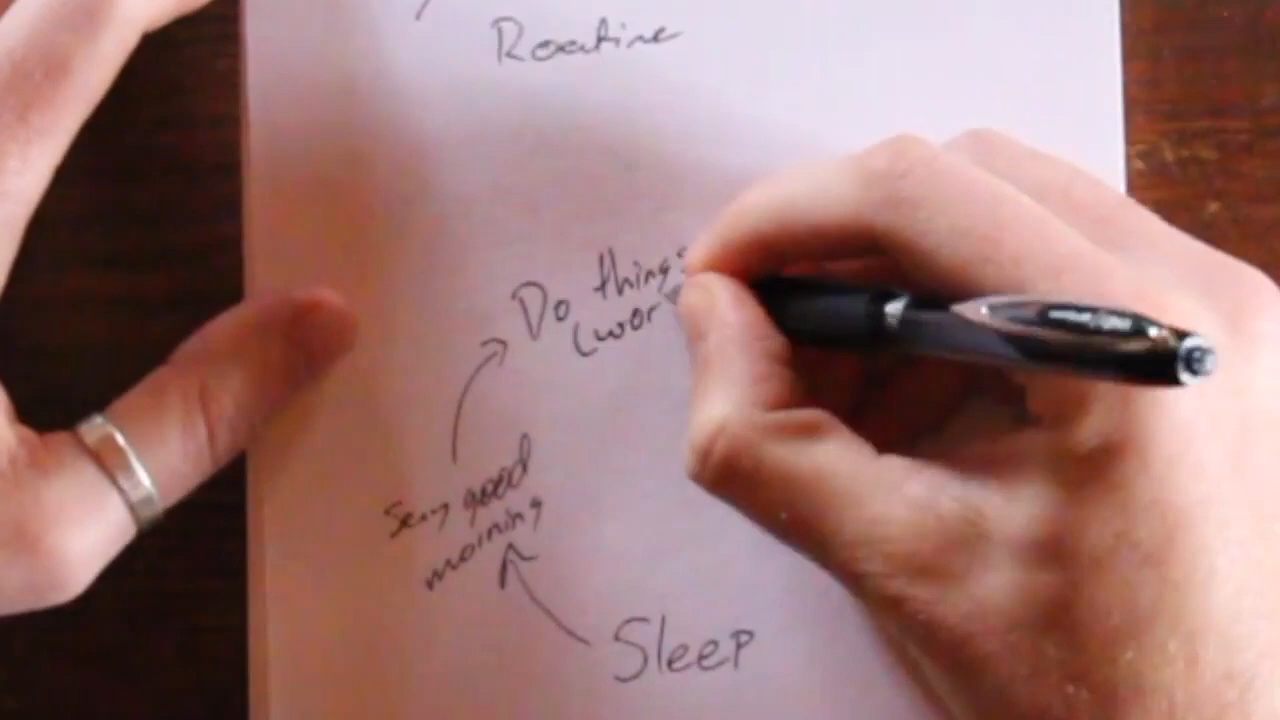 Routine
Do things
(wor
Say good
morning
Sleep